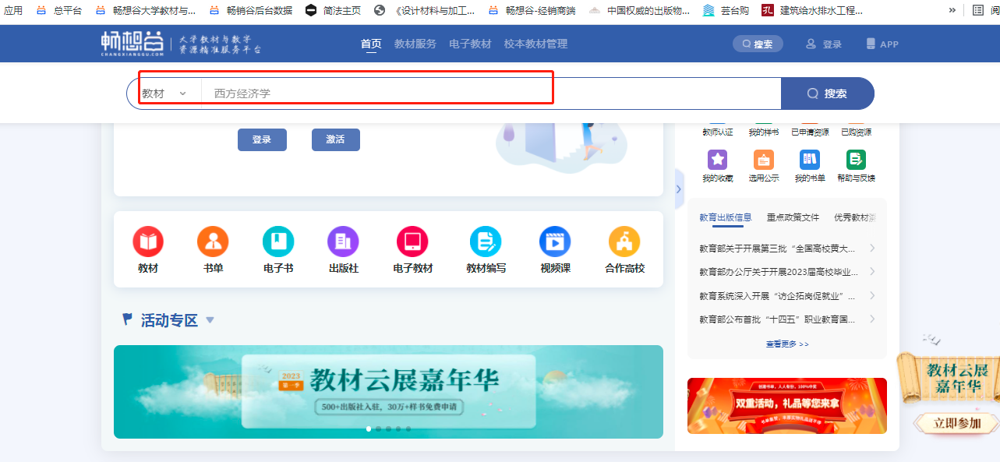 应用 总平台 畅想谷大学教材与... 畅销谷后台数据 简法主页 《设计材料与加工... 畅想谷-经销商端 中国权威的出版物... 芸台购 孔 建筑给水排水工程... » 阅
畅想谷 大学教材与数字 首页 教材服务 电子教材 校本教材管理 搜索 登录 APP
CHANGXIANGGU.COM 资源精准服务平台
教材 西方经济学 搜索
登录 激活
教师认证 我的样书 已申请资源 已购资源
我的收藏 选用公示 我的书单 帮助与反馈
教育出版信息 重点政策文件 优秀教材
教育部关于开展第三批“全国高校黄大...
教育部办公厅关于开展2023届高校毕业...
教育系统深入开展“访企拓岗促就业”...
教育部公布首批“十四五”职业教育国...
查看更多 >>
教材 书单 电子书 出版社 电子教材 教材编写 视频课 合作高校
活动专区
2023
第一季
教材云展嘉年华
500+出版社入驻，30万+样书免费申请
创建书单，人人有份，100%中奖
双重活动，礼品等您来拿
教材云展
嘉年华
立即参加